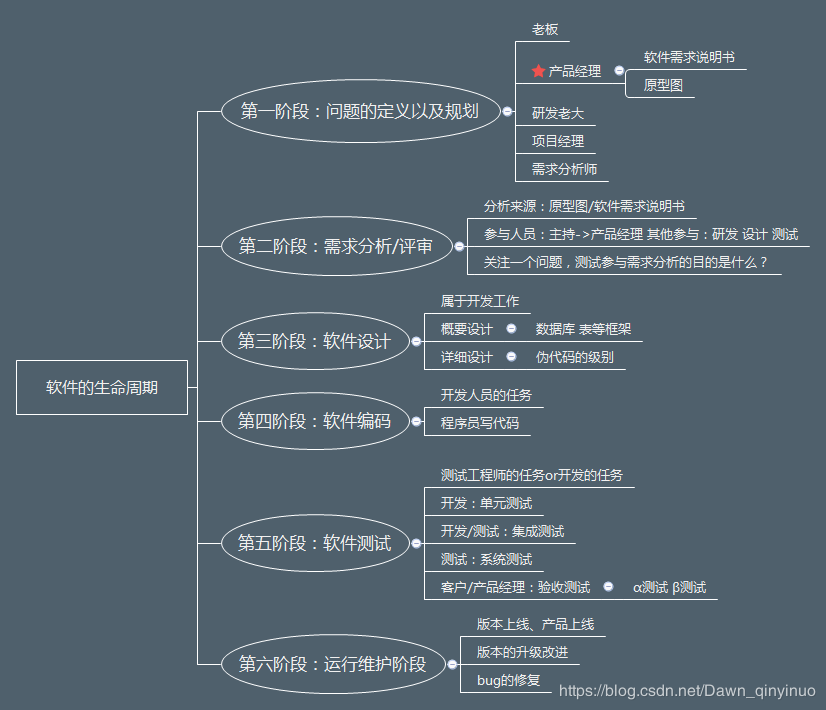 软件的生命周期
第一阶段：问题的定义以及规划
老板
产品经理
软件需求说明书
原型图
研发老大
项目经理
需求分析师
第二阶段：需求分析/评审
分析来源：原型图/软件需求说明书
参与人员：主持->产品经理 其他参与：研发 设计 测试
关注一个问题，测试参与需求分析的目的是什么？
第三阶段：软件设计
属于开发工作
概要设计
数据库 表等框架
详细设计
伪代码的级别
第四阶段：软件编码
开发人员的任务
程序员写代码
第五阶段：软件测试
测试工程师的任务or开发的任务
开发：单元测试
开发/测试：集成测试
测试：系统测试
客户/产品经理：验收测试
α测试 β测试
第六阶段：运行维护阶段
版本上线、产品上线
版本的升级改进
bug的修复
https://blog.csdn.net/Dawn_qinyinuo